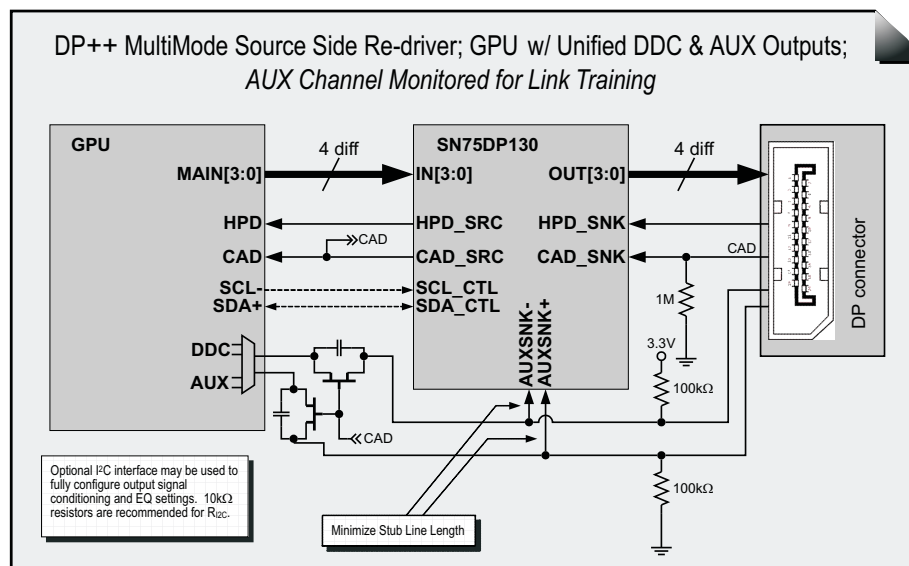 DP++ MultiMode Source Side Re-driver; GPU w/ Unified DDC & AUX Outputs;
AUX Channel Monitored for Link Training
GPU
SN75DP130
MAIN[3:0]
4 diff
IN[3:0]
OUT[3:0]
4 diff
HPD
HPD_SRC
HPD_SNK
CAD
CAD
CAD_SRC
CAD_SNK
CAD
SCL-
SCL_CTL
SDA+
SDA_CTL
1M
DP connector
DDC
AUX
AUXSNK-
AUXSNK+
3.3V
100kΩ
CAD
100kΩ
Optional I²C interface may be used to
fully configure output signal
conditioning and EQ settings. 10kΩ
resistors are recommended for RI2C.
Minimize Stub Line Length